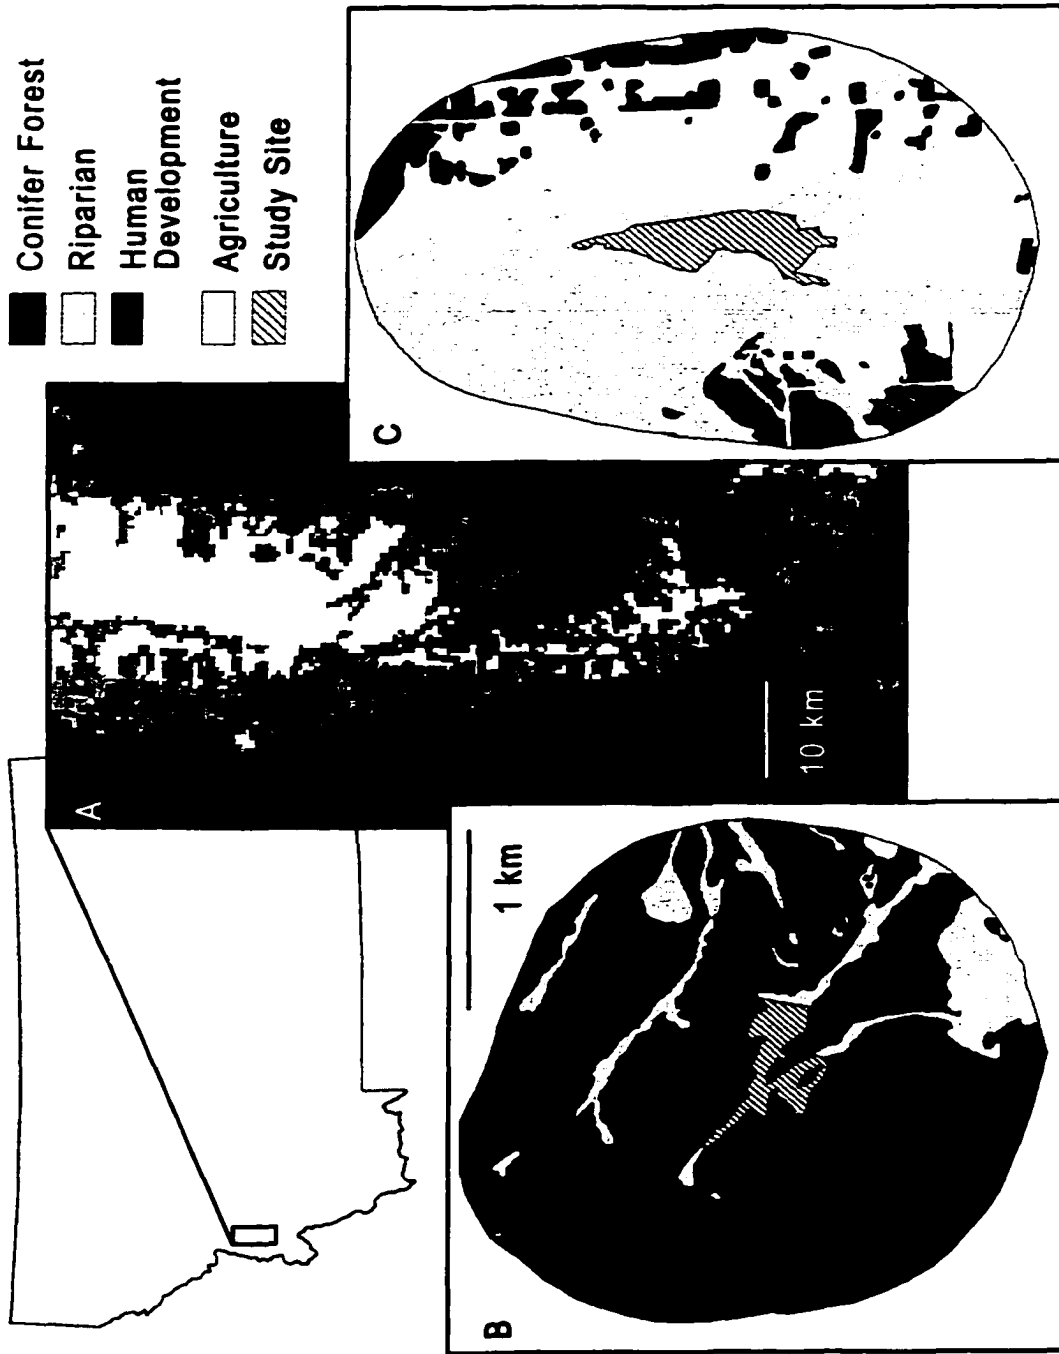 Conifer Forest
Riparian
Human
Development
Agriculture
Study Site
A
10 km
B
1 km
C